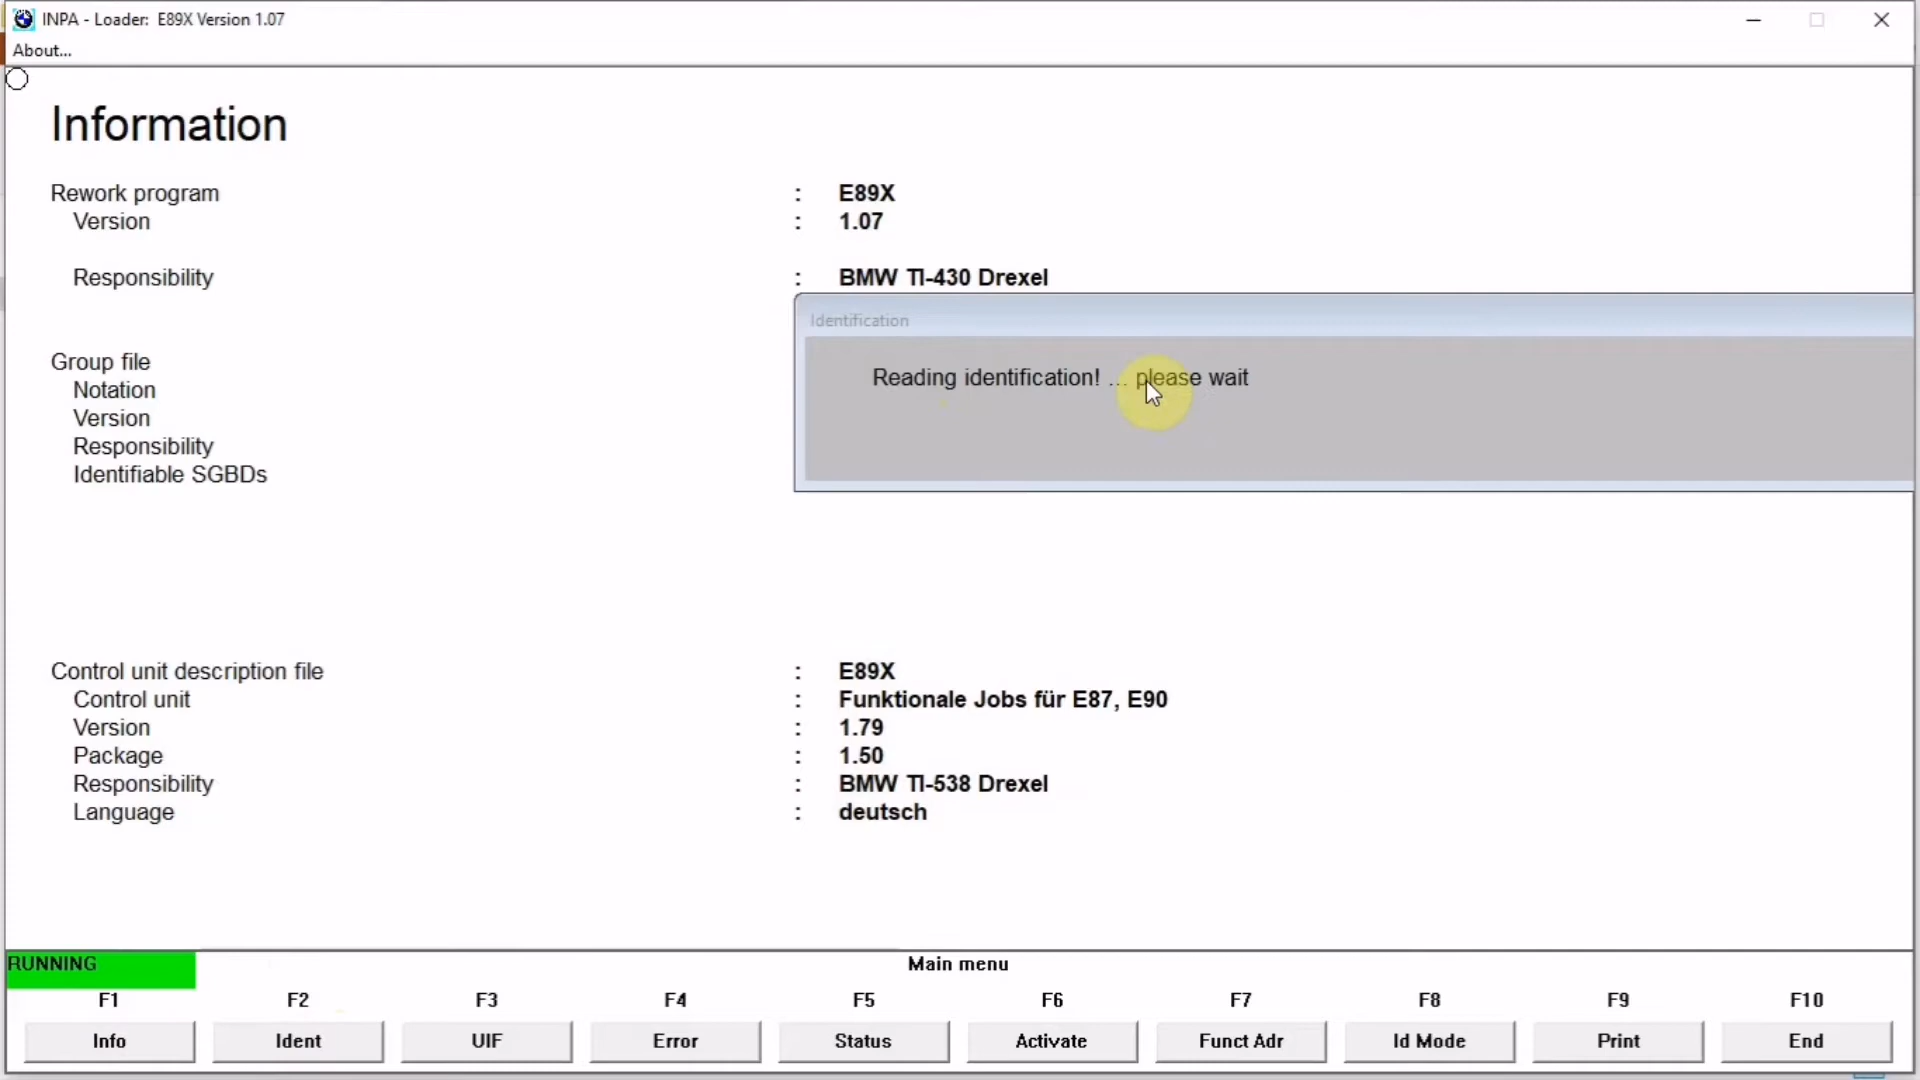 INPA - Loader: E89X Version 1.07
About...
Information
Rework program : E89X
Version : 1.07
Responsibility : BMW TI-430 Drexel
Identification
Reading identification! ... please wait
Group file
Notation
Version
Responsibility
Identifiable SGBDs
Control unit description file : E89X
Control unit : Funktionale Jobs für E87, E90
Version : 1.79
Package : 1.50
Responsibility : BMW TI-538 Drexel
Language : deutsch
RUNNING Main menu
F1 F2 F3 F4 F5 F6 F7 F8 F9 F10
Info Ident UIF Error Status Activate Funct Adr Id Mode Print End